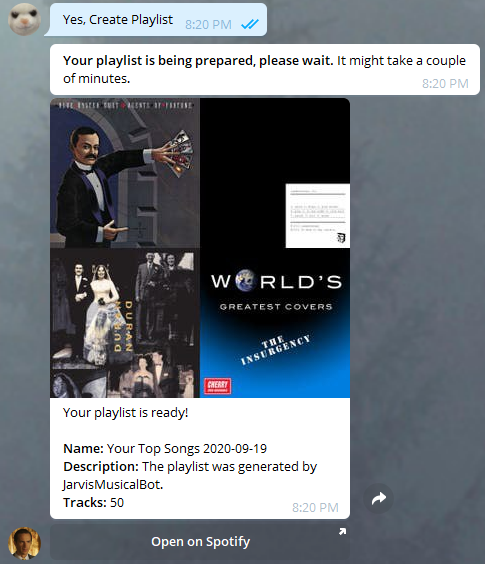 Yes, Create Playlist
8:20 PM
Your playlist is being prepared, please wait. It might take a couple
of minutes.
8:20 PM
BLUE OYSTER CULT AGENTS OF FORTUNE
DURAN
DURAN
WORLD'S
GREATEST COVERS
THE
INSURGENCY
CHERRY
Your playlist is ready!
Name: Your Top Songs 2020-09-19
Description: The playlist was generated by
JarvisMusicalBot.
Tracks: 50
8:20 PM
Open on Spotify